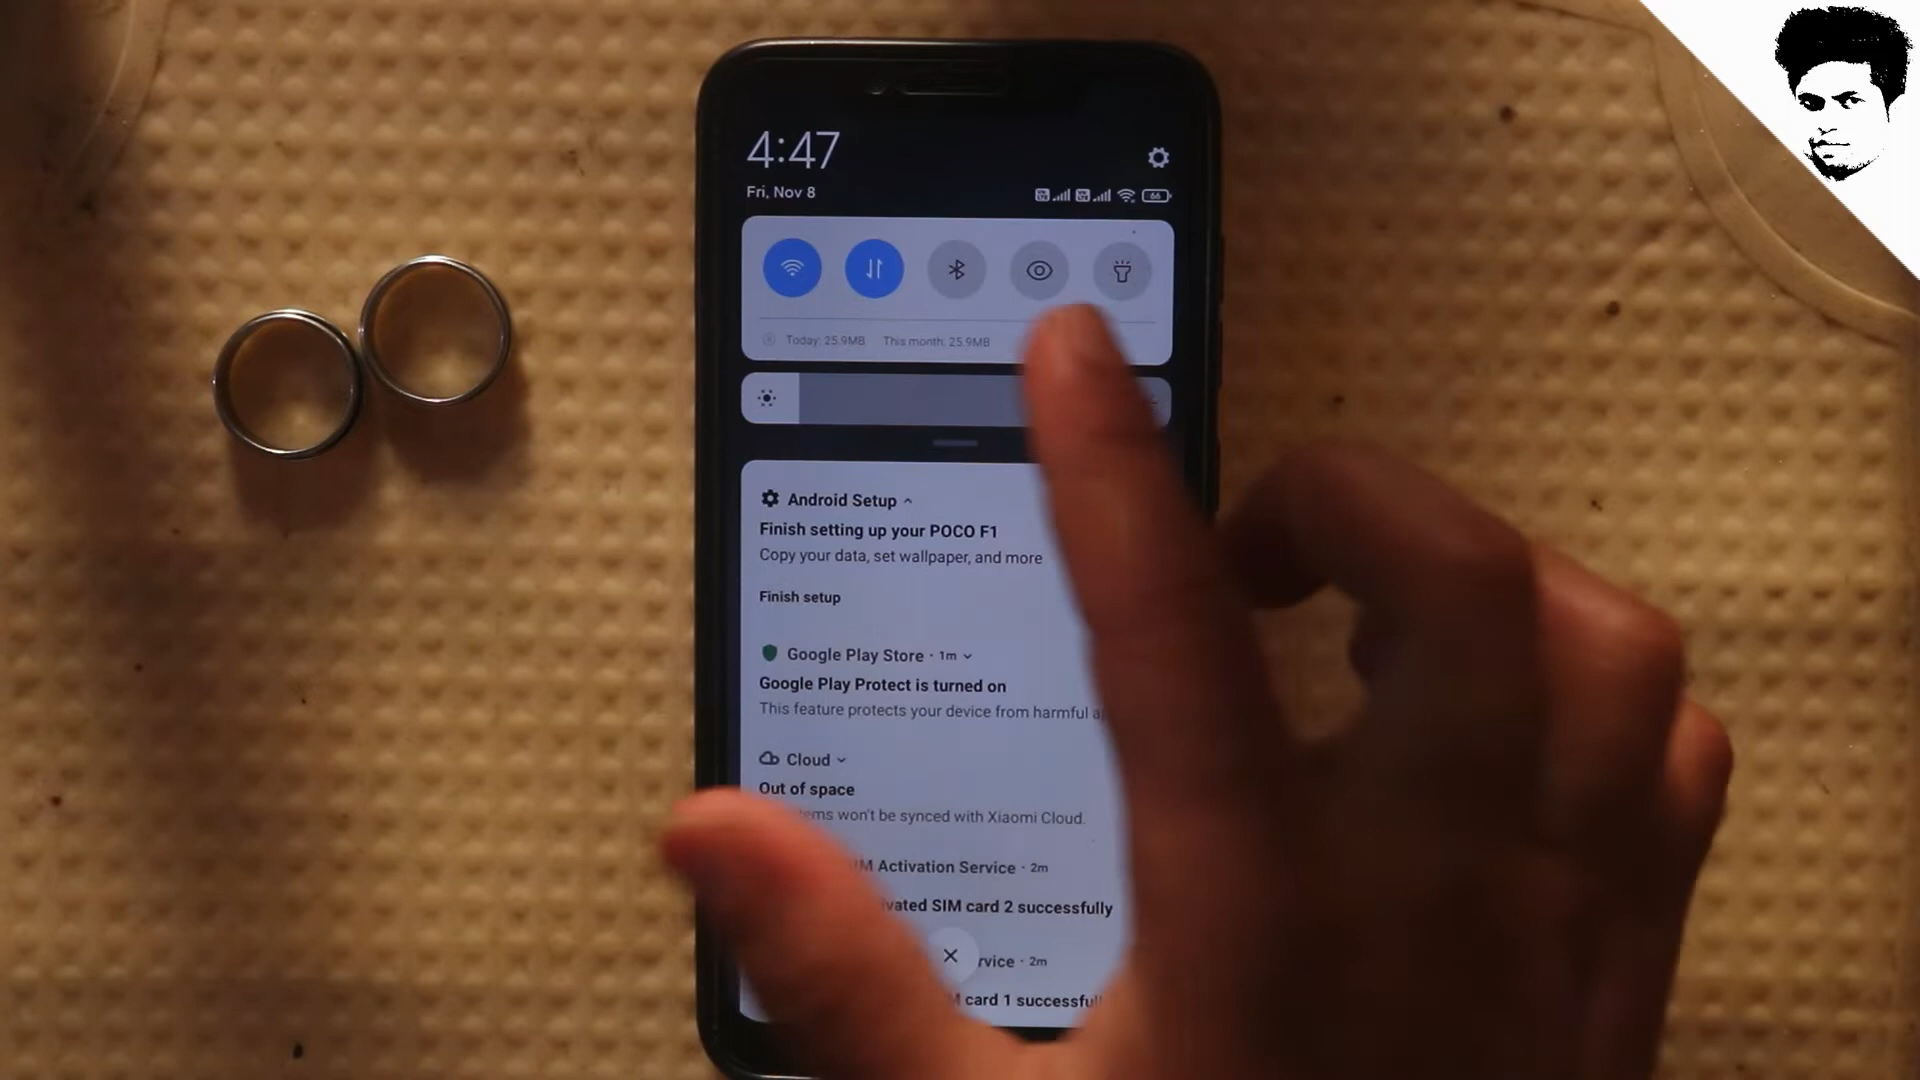 4:47
Fri, Nov 8
66
Today: 25.9MB This month: 25.9MB
Android Setup
Finish setting up your POCO F1
Copy your data, set wallpaper, and more
Finish setup
Google Play Store · 1m
Google Play Protect is turned on
This feature protects your device from harmful
Cloud
Out of space
won't be synced with Xiaomi Cloud.
Activation Service · 2m
SIM card 2 successfully
· 2m
card 1